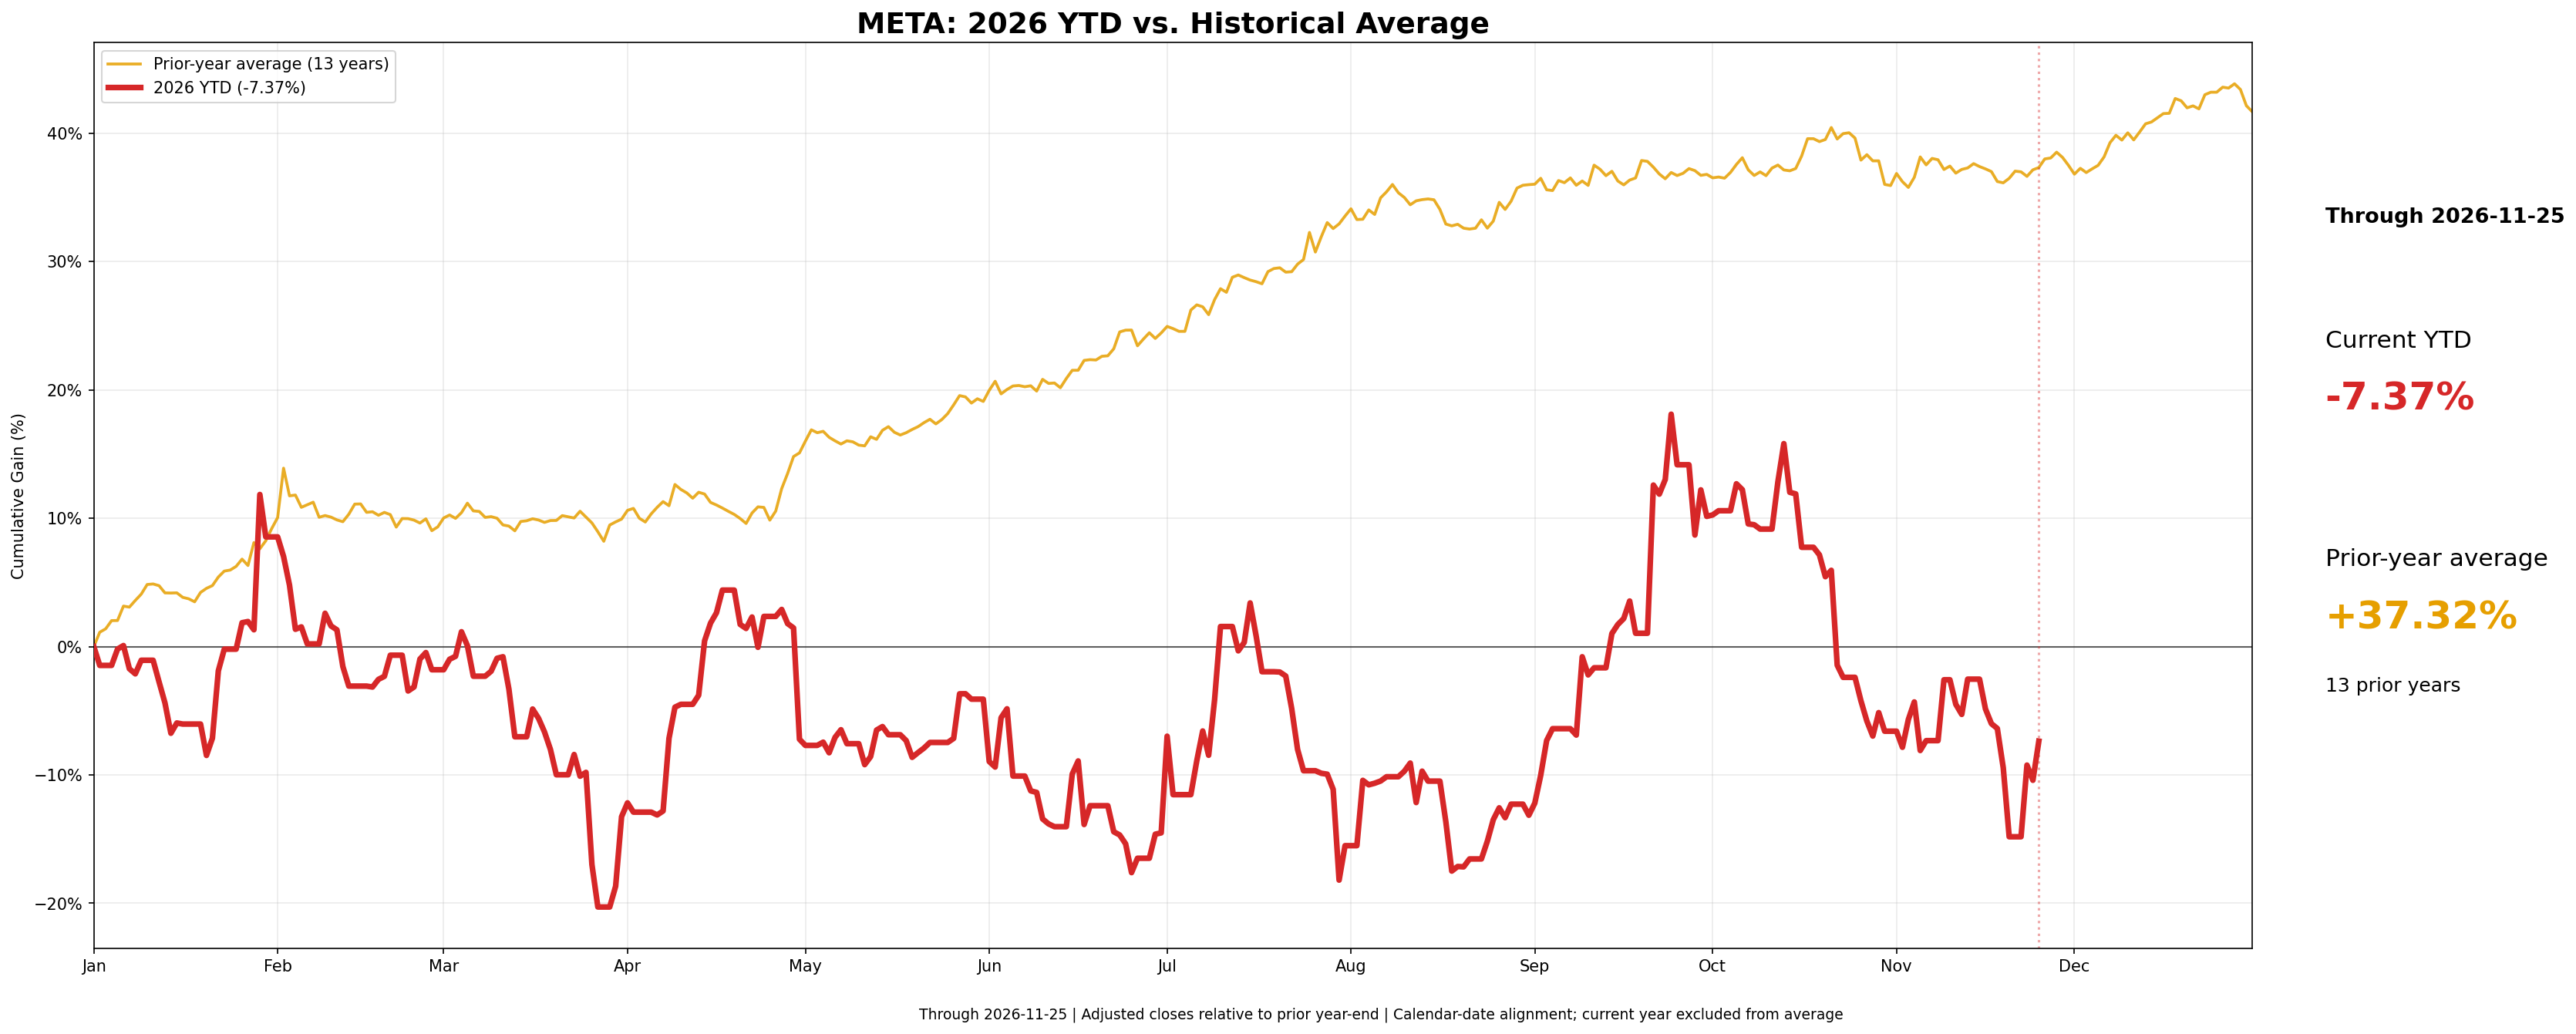 META: 2026 YTD vs. Historical Average
Prior-year average (13 years)
2026 YTD (-7.37%)
Cumulative Gain (%)
40%
30%
20%
10%
0%
−10%
−20%
Jan
Feb
Mar
Apr
May
Jun
Jul
Aug
Sep
Oct
Nov
Dec
Through 2026-11-25
Current YTD
-7.37%
Prior-year average
+37.32%
13 prior years
Through 2026-11-25 | Adjusted closes relative to prior year-end | Calendar-date alignment; current year excluded from average